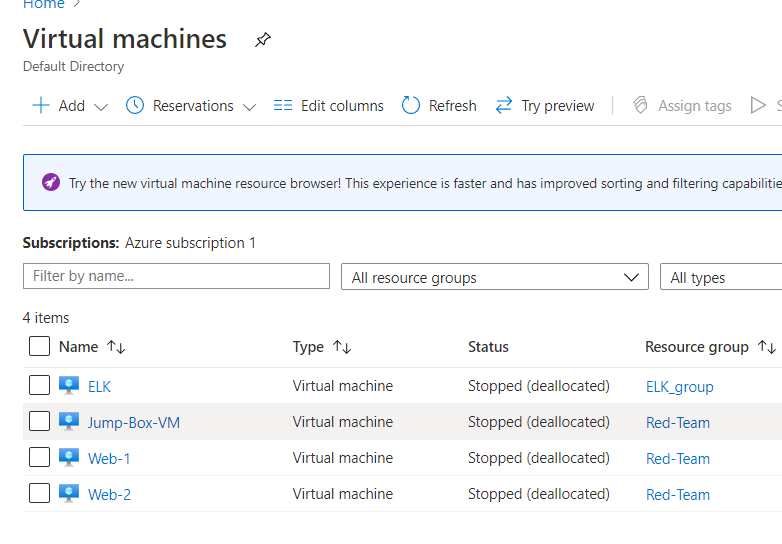 Home >
Virtual machines
Default Directory
Add Reservations Edit columns Refresh Try preview Assign tags S
Try the new virtual machine resource browser! This experience is faster and has improved sorting and filtering capabilitie
Subscriptions: Azure subscription 1
Filter by name... All resource groups All types
4 items
Name Type Status Resource group
ELK Virtual machine Stopped (deallocated) ELK_group
Jump-Box-VM Virtual machine Stopped (deallocated) Red-Team
Web-1 Virtual machine Stopped (deallocated) Red-Team
Web-2 Virtual machine Stopped (deallocated) Red-Team